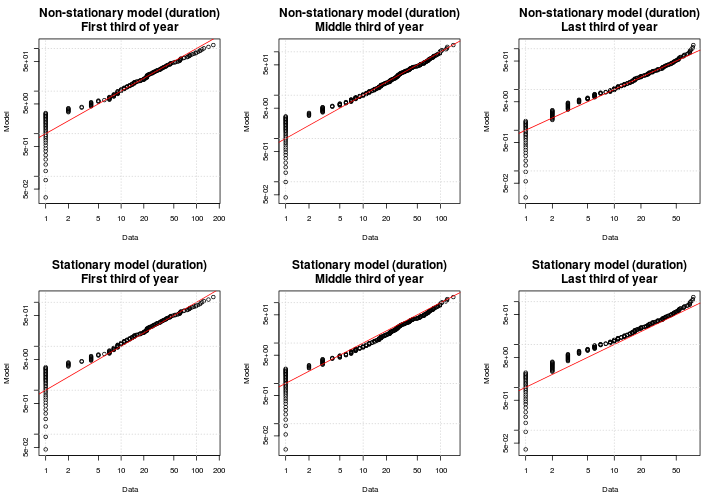 Non-stationary model (duration)
First third of year
Non-stationary model (duration)
Middle third of year
Non-stationary model (duration)
Last third of year
Model
5e-02
5e-01
5e+00
5e+01
1 2 5 10 20 50 100 200
Data
Model
5e-02
5e-01
5e+00
5e+01
1 2 5 10 20 50 100
Data
Model
5e-02
5e-01
5e+00
5e+01
1 2 5 10 20 50
Data
Stationary model (duration)
First third of year
Stationary model (duration)
Middle third of year
Stationary model (duration)
Last third of year
Model
5e-02
5e-01
5e+00
5e+01
1 2 5 10 20 50 100 200
Data
Model
5e-02
5e-01
5e+00
5e+01
1 2 5 10 20 50 100
Data
Model
5e-02
5e-01
5e+00
5e+01
1 2 5 10 20 50
Data